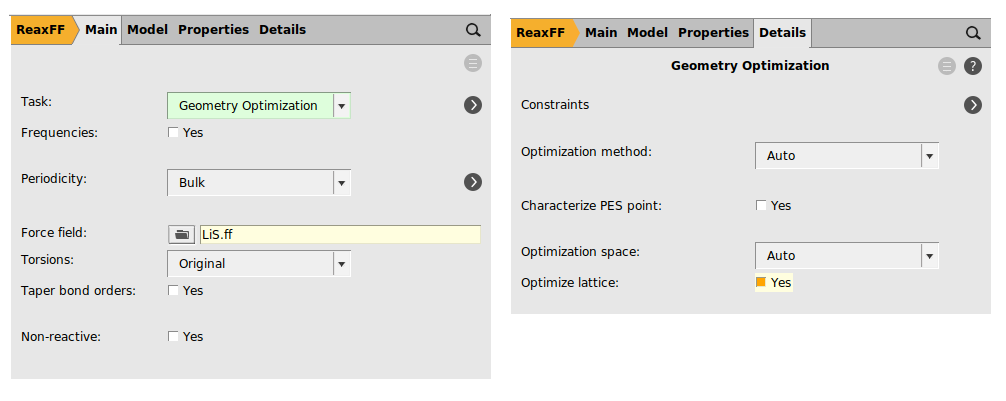 ReaxFF Main Model Properties Details
Task: Geometry Optimization
Frequencies: Yes
Periodicity: Bulk
Force field: LiS.ff
Torsions: Original
Taper bond orders: Yes
Non-reactive: Yes
ReaxFF Main Model Properties Details
Geometry Optimization ?
Constraints
Optimization method: Auto
Characterize PES point: Yes
Optimization space: Auto
Optimize lattice: Yes